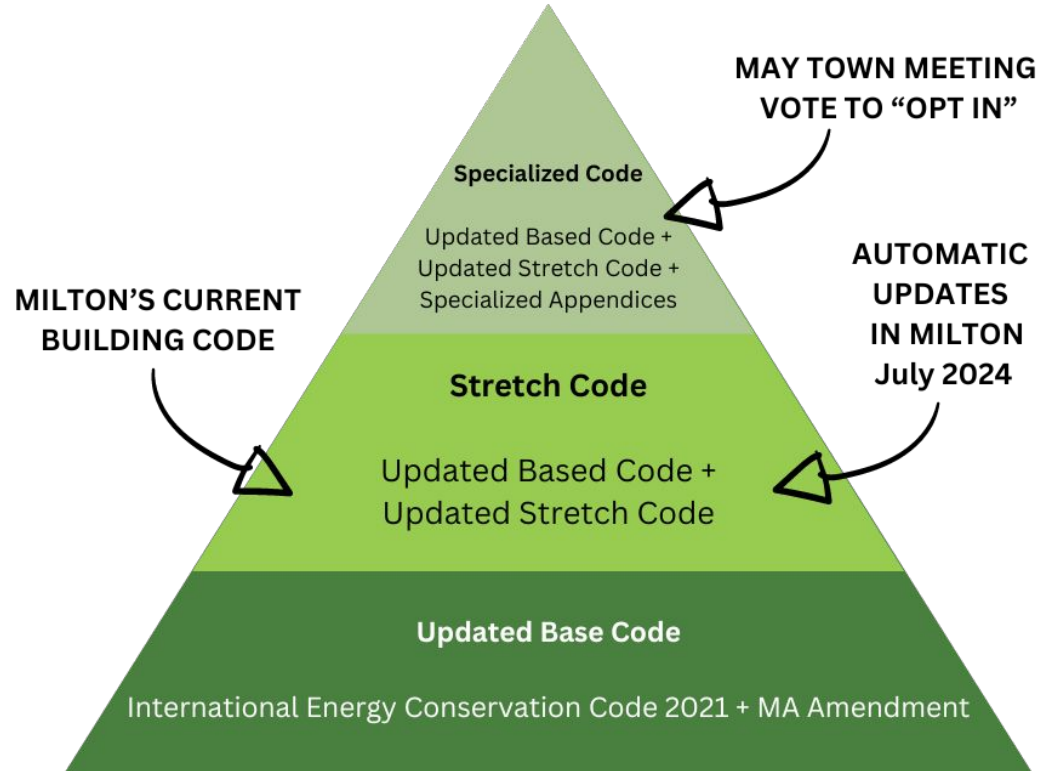 MAY TOWN MEETING
VOTE TO “OPT IN”
Specialized Code
Updated Based Code +
Updated Stretch Code +
Specialized Appendices
AUTOMATIC
UPDATES
IN MILTON
July 2024
MILTON’S CURRENT
BUILDING CODE
Stretch Code
Updated Based Code +
Updated Stretch Code
Updated Base Code
International Energy Conservation Code 2021 + MA Amendment